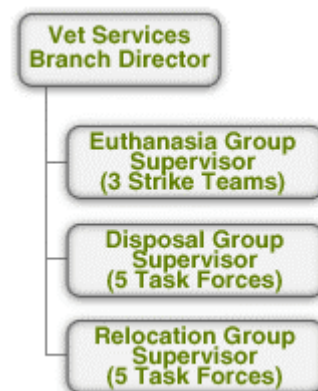 Vet Services
Branch Director
Euthanasia Group
Supervisor
(3 Strike Teams)
Disposal Group
Supervisor
(5 Task Forces)
Relocation Group
Supervisor
(5 Task Forces)